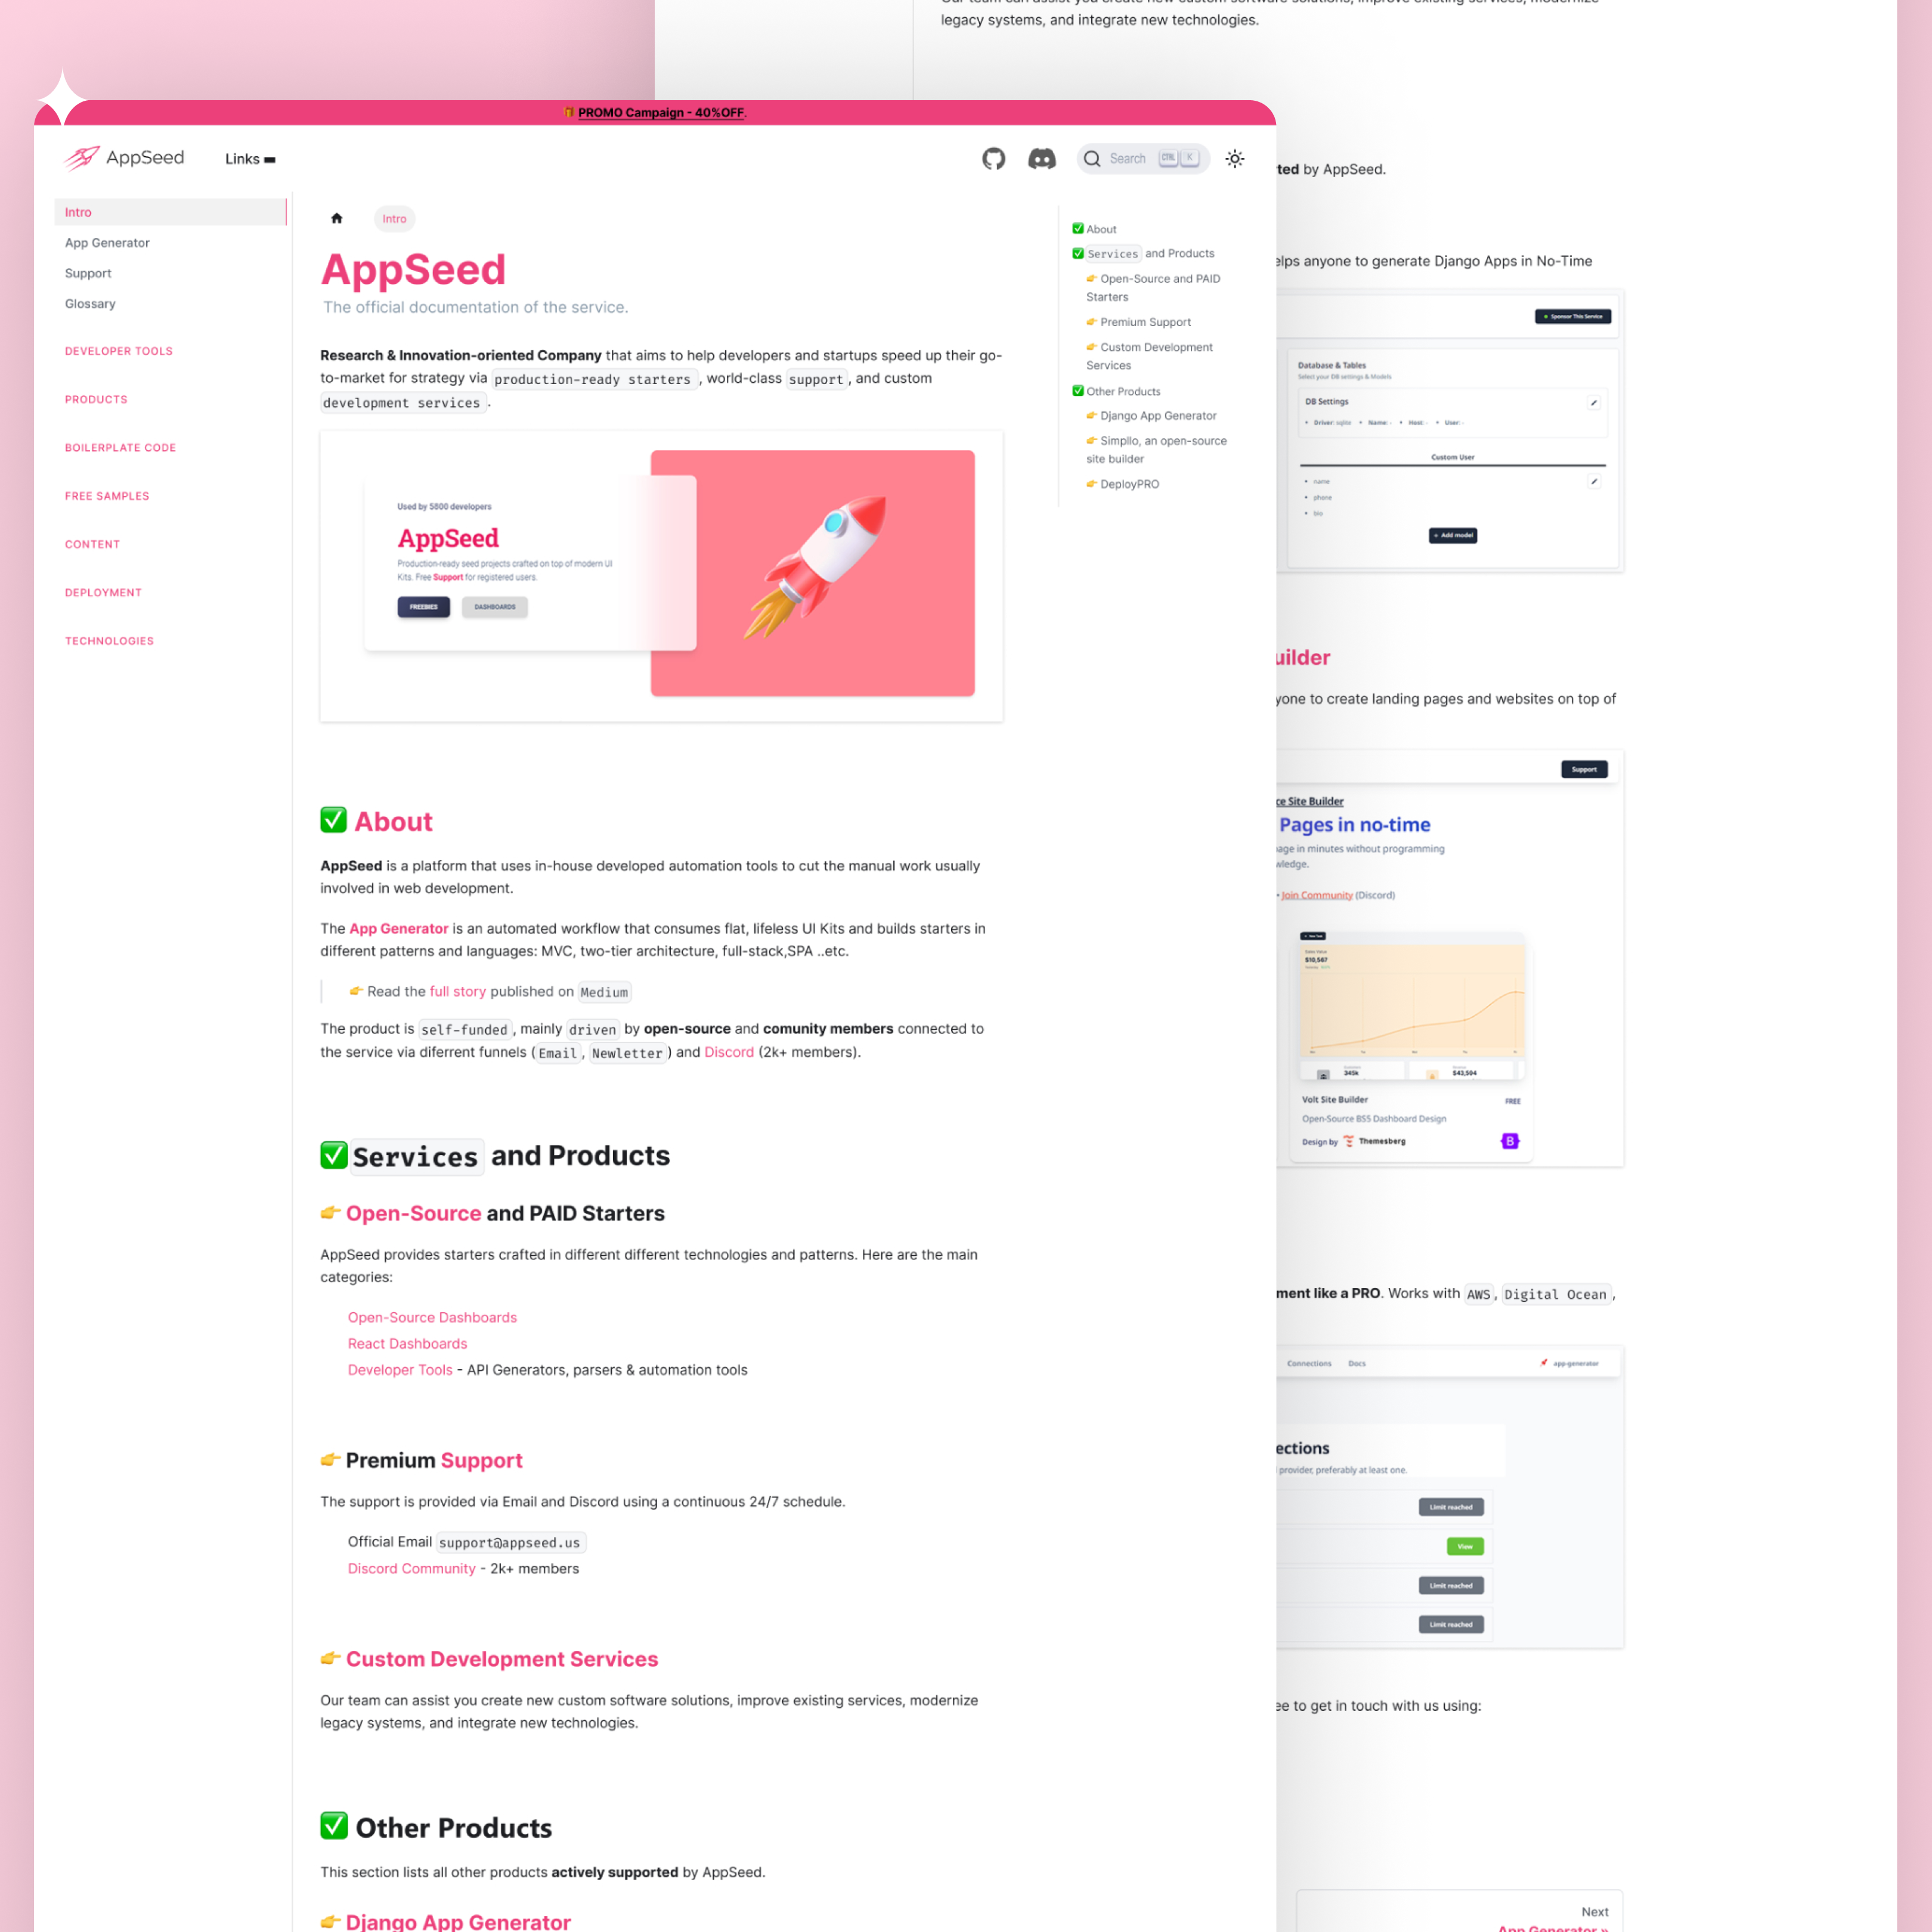 Our team can assist you create new custom software solutions, improve existing services, modernize
legacy systems, and integrate new technologies.
PROMO Campaign - 40%OFF.
AppSeed
Links
Search
CTRL
K
Intro
App Generator
Support
Glossary
DEVELOPER TOOLS
PRODUCTS
BOILERPLATE CODE
FREE SAMPLES
CONTENT
DEPLOYMENT
TECHNOLOGIES
Intro
AppSeed
The official documentation of the service.
Research & Innovation-oriented Company that aims to help developers and startups speed up their go-
to-market for strategy via production-ready starters , world-class support , and custom
development services .
Used by 5800 developers
AppSeed
Production-ready seed projects crafted on top of modern UI
Kits. Free Support for registered users.
FREEBIES
DASHBOARDS
✅ About
AppSeed is a platform that uses in-house developed automation tools to cut the manual work usually
involved in web development.
The App Generator is an automated workflow that consumes flat, lifeless UI Kits and builds starters in
different patterns and languages: MVC, two-tier architecture, full-stack,SPA ..etc.
👉 Read the full story published on Medium
The product is self-funded , mainly driven by open-source and comunity members connected to
the service via diferrent funnels ( Email , Newletter ) and Discord (2k+ members).
✅ Services and Products
👉 Open-Source and PAID Starters
AppSeed provides starters crafted in different different technologies and patterns. Here are the main
categories:
Open-Source Dashboards
React Dashboards
Developer Tools - API Generators, parsers & automation tools
👉 Premium Support
The support is provided via Email and Discord using a continuous 24/7 schedule.
Official Email support@appseed.us
Discord Community - 2k+ members
👉 Custom Development Services
Our team can assist you create new custom software solutions, improve existing services, modernize
legacy systems, and integrate new technologies.
✅ Other Products
This section lists all other products actively supported by AppSeed.
👉 Django App Generator
✅ About
✅ Services and Products
👉 Open-Source and PAID
Starters
👉 Premium Support
👉 Custom Development
Services
✅ Other Products
👉 Django App Generator
👉 Simpllo, an open-source
site builder
👉 DeployPRO
ted by AppSeed.
elps anyone to generate Django Apps in No-Time
Sponsor This Service
Database & Tables
Select your DB settings & Models
DB Settings
• Driver: sqlite • Name: - • Host: - • User: -
Custom User
• name
• phone
• bio
+ Add model
uilder
yone to create landing pages and websites on top of
Support
ce Site Builder
Pages in no-time
age in minutes without programming
wledge.
• Join Community (Discord)
+ New Task
Sales Value
$10,567
345k
$43,594
Volt Site Builder
FREE
Open-Source BS5 Dashboard Design
Design by Themesberg
B
ment like a PRO. Works with AWS , Digital Ocean ,
Connections
Docs
app-generator
ections
provider, preferably at least one.
Limit reached
View
Limit reached
Limit reached
ee to get in touch with us using:
Next
App Generator »